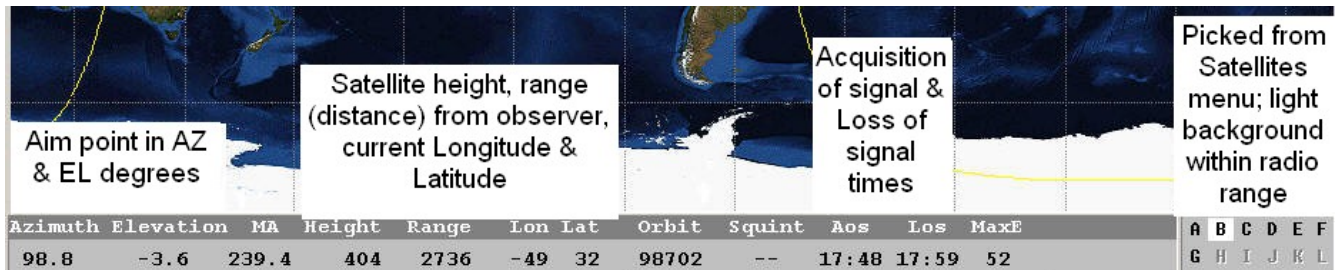 Aim point in AZ
& EL degrees
Satellite height, range
(distance) from observer,
current Longitude &
Latitude
Acquisition
of signal &
Loss of
signal
times
Picked from
Satellites
menu; light
background
within radio
range
Azimuth Elevation MA Height Range Lon Lat Orbit Squint Aos Los MaxE
98.8 -3.6 239.4 404 2736 -49 32 98702 -- 17:48 17:59 52
A B C D E F
G H I J K L